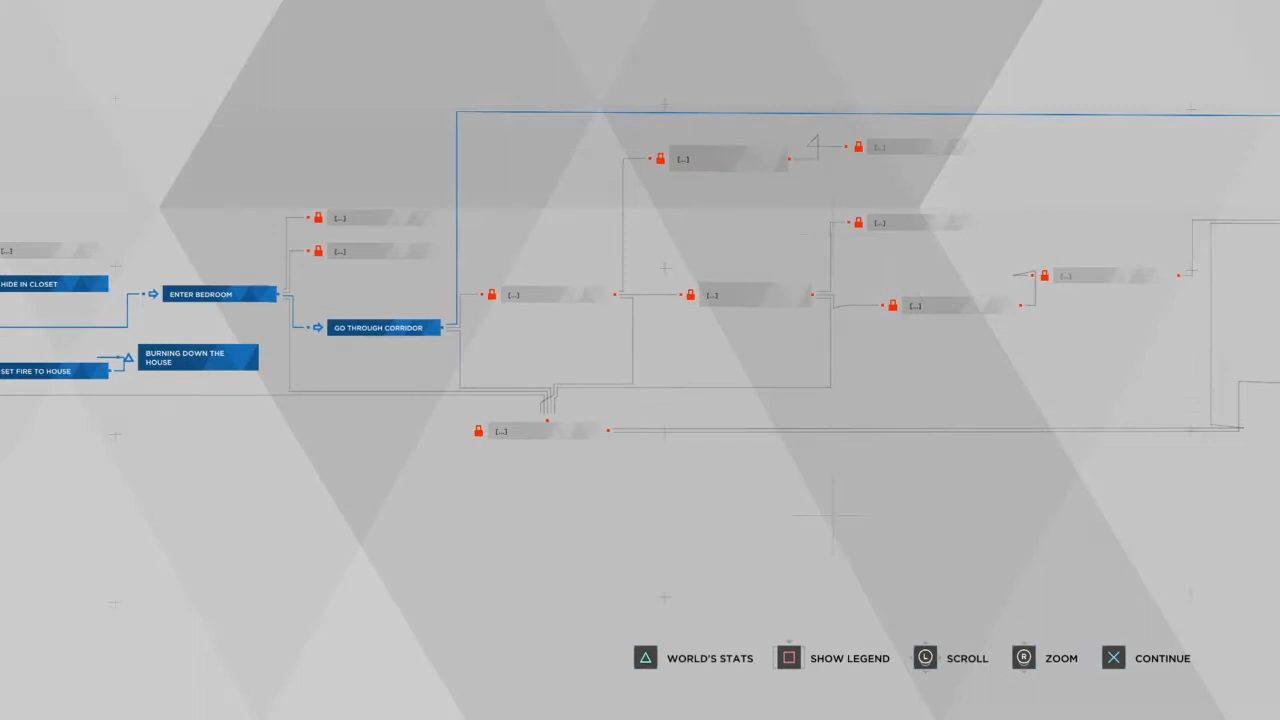 [...]
[...]
[...]
[...]
[...]
HIDE IN CLOSET
ENTER BEDROOM
[...]
[...]
[...]
[...]
[...]
GO THROUGH CORRIDOR
BURNING DOWN THE
HOUSE
SET FIRE TO HOUSE
[...]
WORLD'S STATS
SHOW LEGEND
L
SCROLL
R
ZOOM
CONTINUE